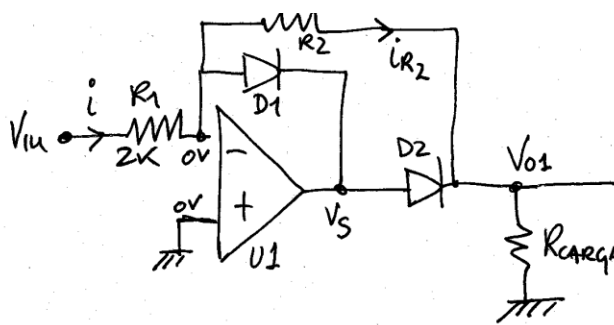 R2
iR2
i
R1
D1
Vin
2K
0V
-
D2
Vo1
0V
+
Vs
U1
RCARGA